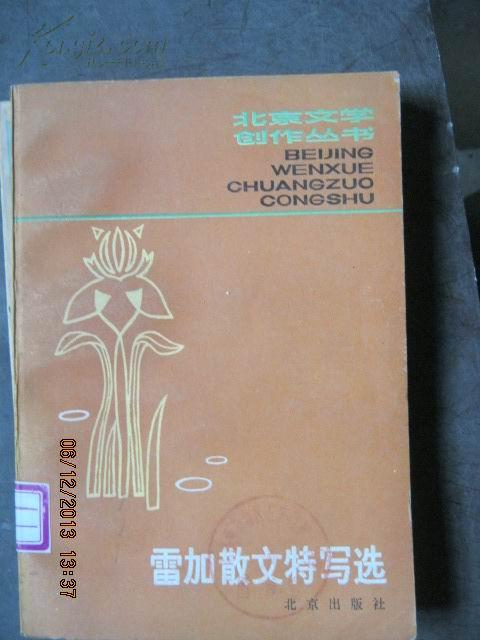 北京文学
创作丛书
BEIJING
WENXUE
CHUANGZUO
CONGSHU
雷加散文特写选
北京出版社
06/12/2013 13:37